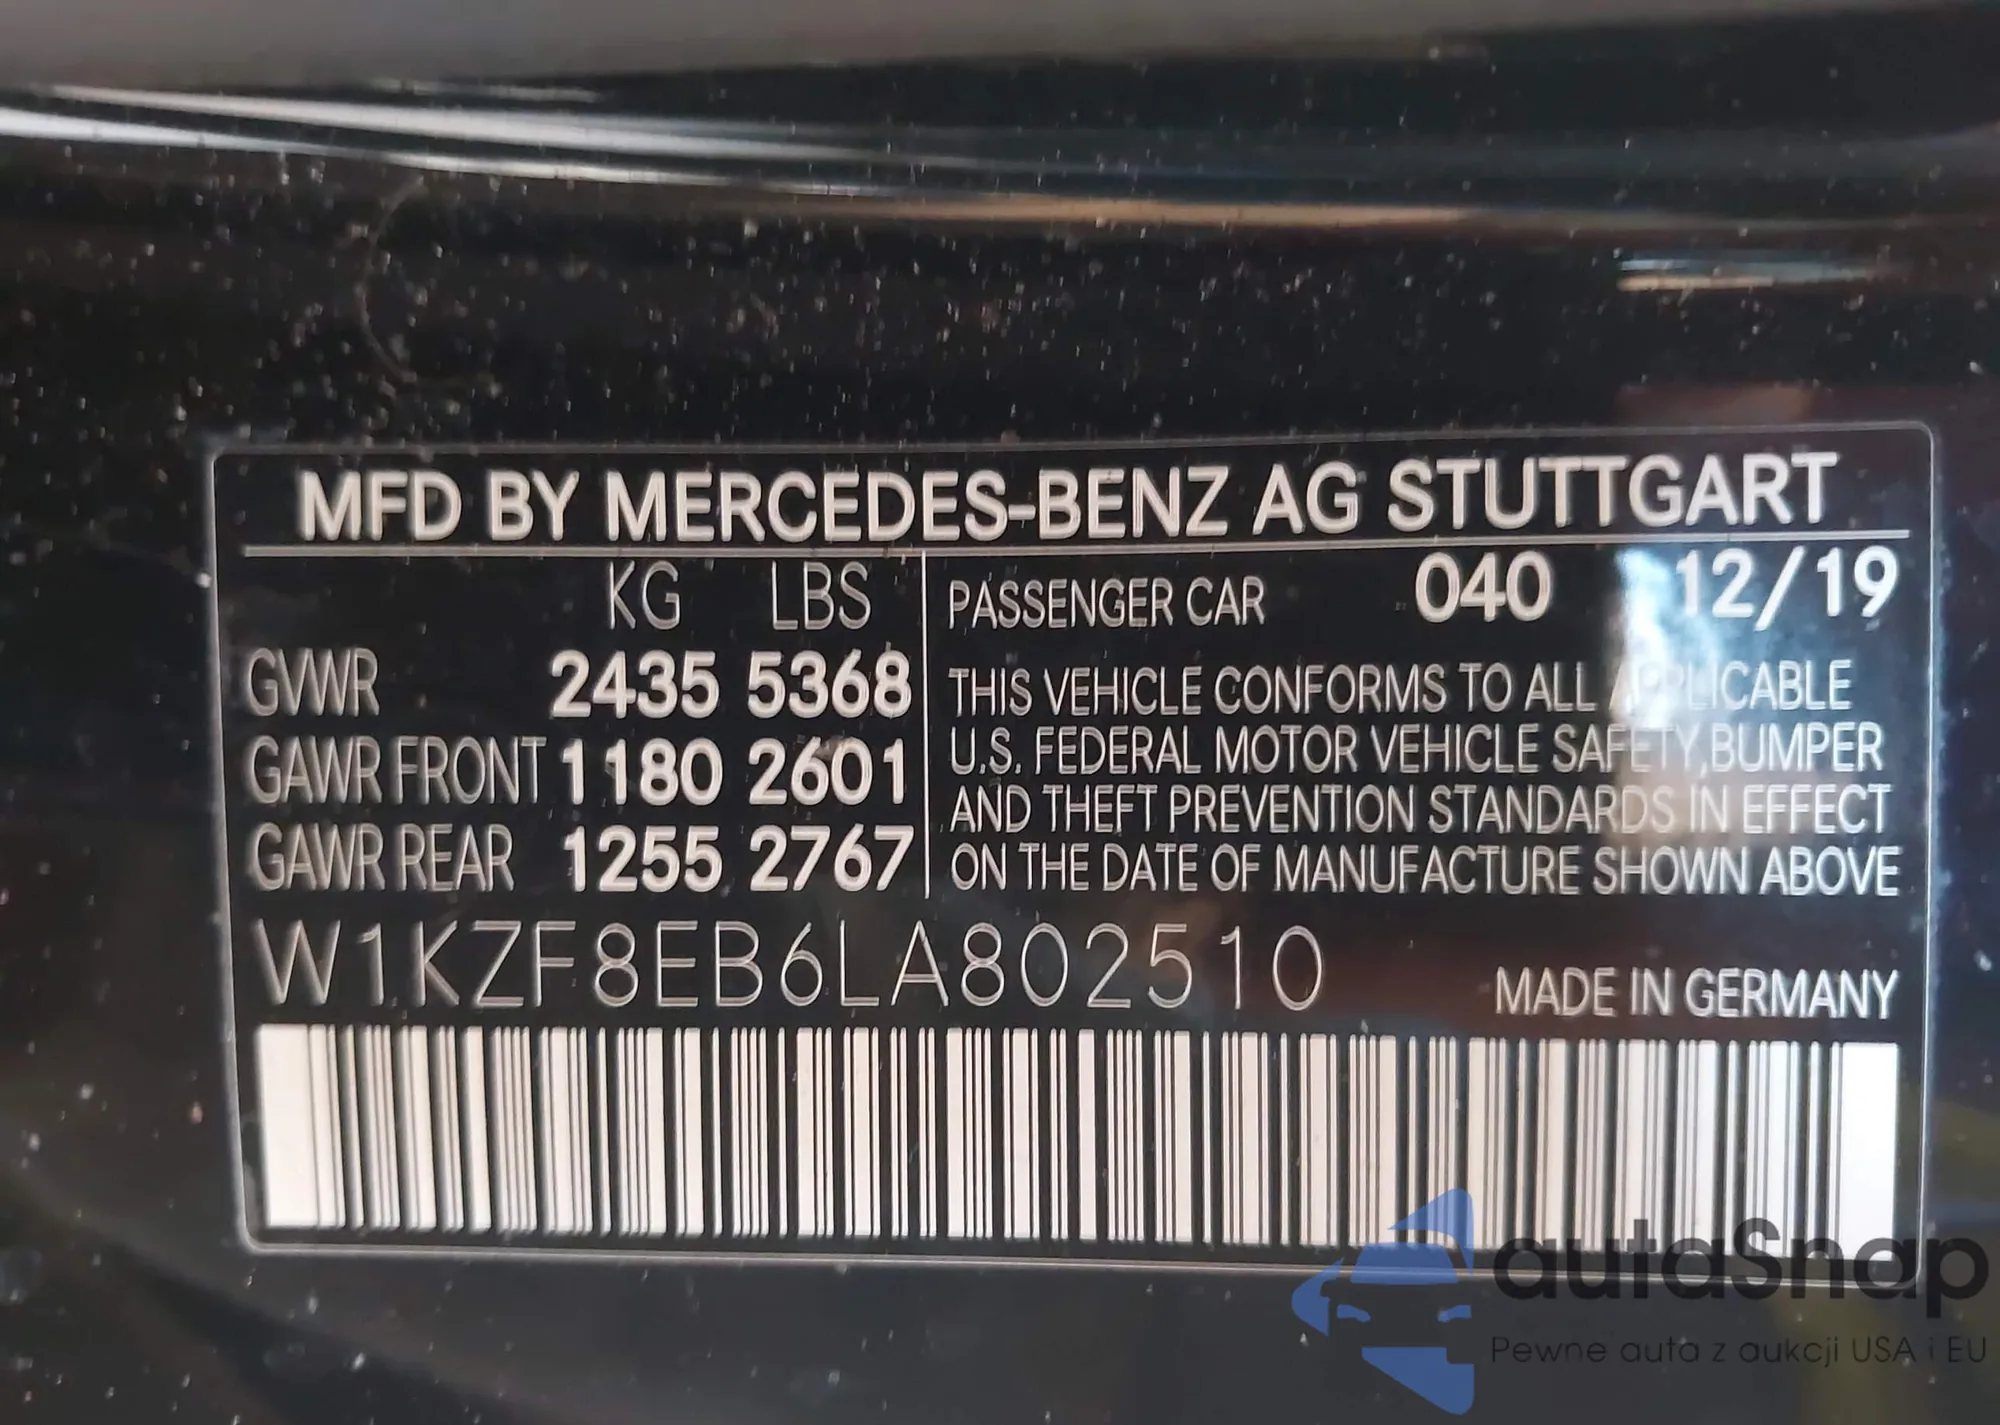 MFD BY MERCEDES-BENZ AG STUTTGART
KG LBS
GVWR 2435 5368
GAWR FRONT 1180 2601
GAWR REAR 1255 2767
PASSENGER CAR 040 12/19
THIS VEHICLE CONFORMS TO ALL APPLICABLE
U.S. FEDERAL MOTOR VEHICLE SAFETY,BUMPER
AND THEFT PREVENTION STANDARDS IN EFFECT
ON THE DATE OF MANUFACTURE SHOWN ABOVE
W1KZF8EB6LA802510
MADE IN GERMANY
autaSnap
Pewne auta z aukcji USA i EU